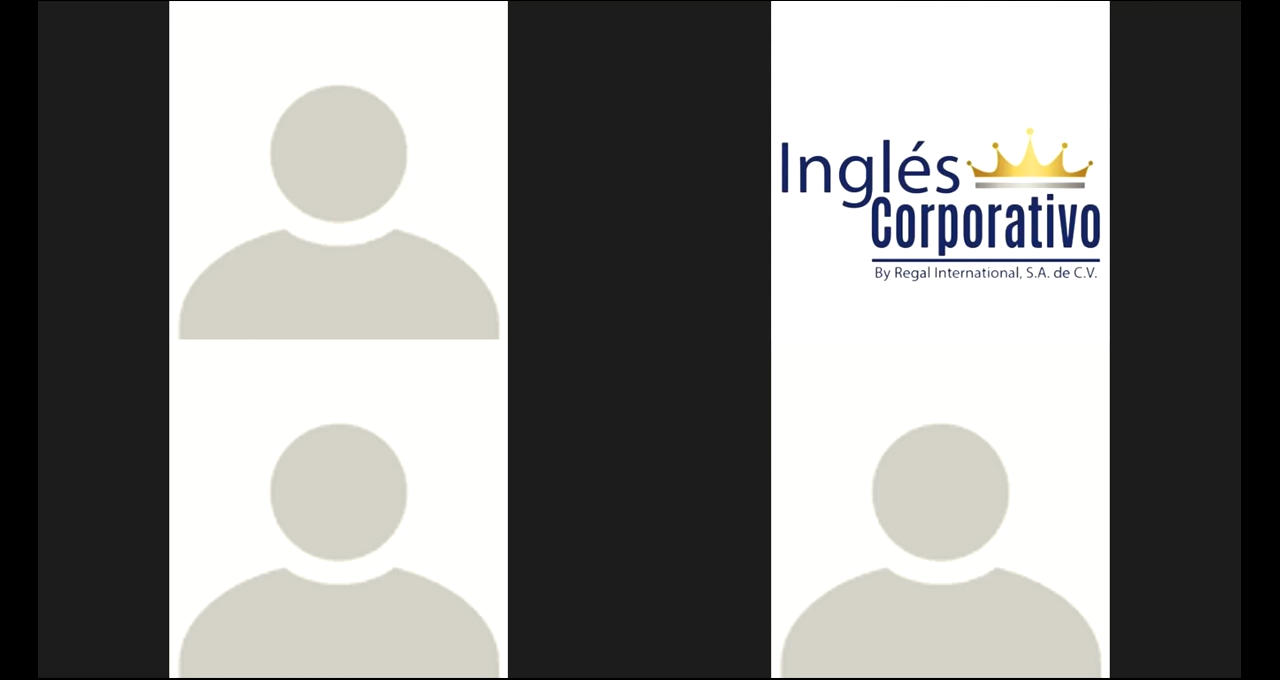 Inglés
Corporativo
By Regal International, S.A. de C.V.